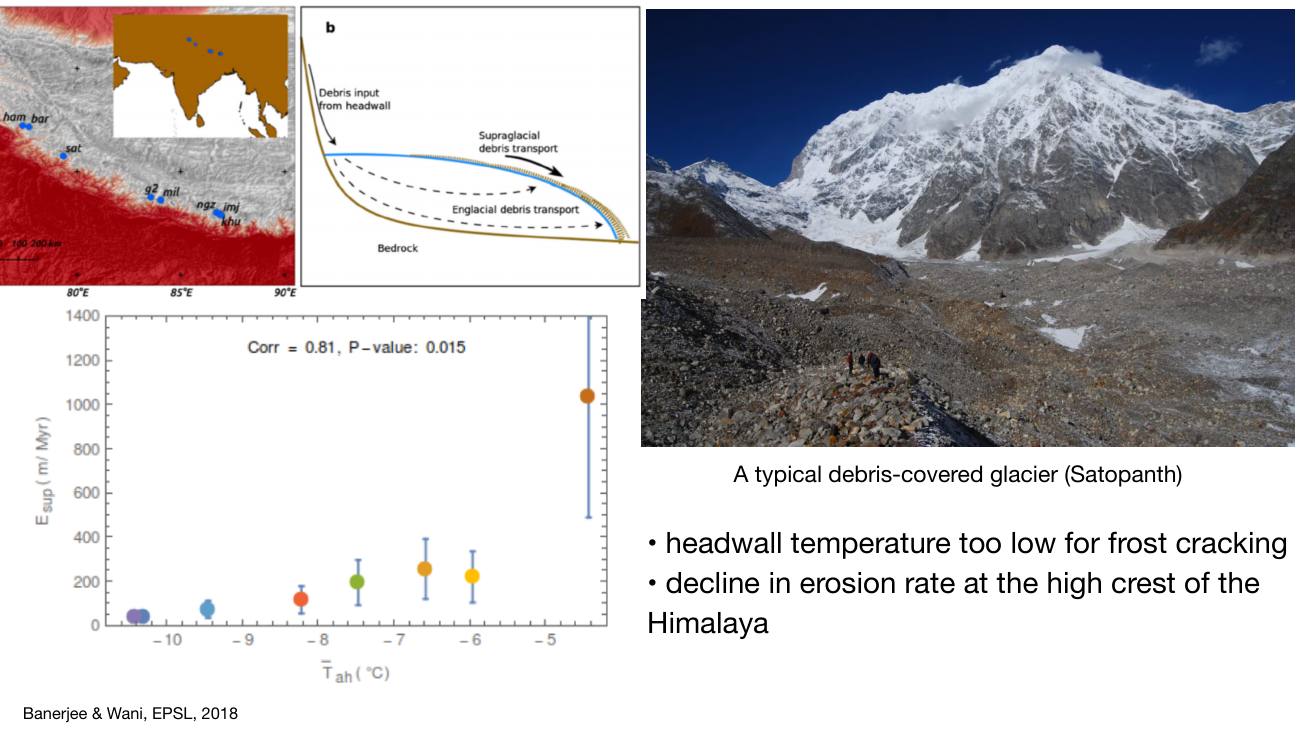 ham bar
sat
g2 mil
ngz imj
khu
100 200 km
80°E 85°E 90°E
b
Debris input
from headwall
Supraglacial
debris transport
Englacial debris transport
Bedrock
1400
1200
1000
800
600
400
200
0
Corr = 0.81, P-value: 0.015
E sup ( m/ Myr)
-10 -9 -8 -7 -6 -5
T̅ ah ( °C)
A typical debris-covered glacier (Satopanth)
• headwall temperature too low for frost cracking
• decline in erosion rate at the high crest of the
Himalaya
Banerjee & Wani, EPSL, 2018